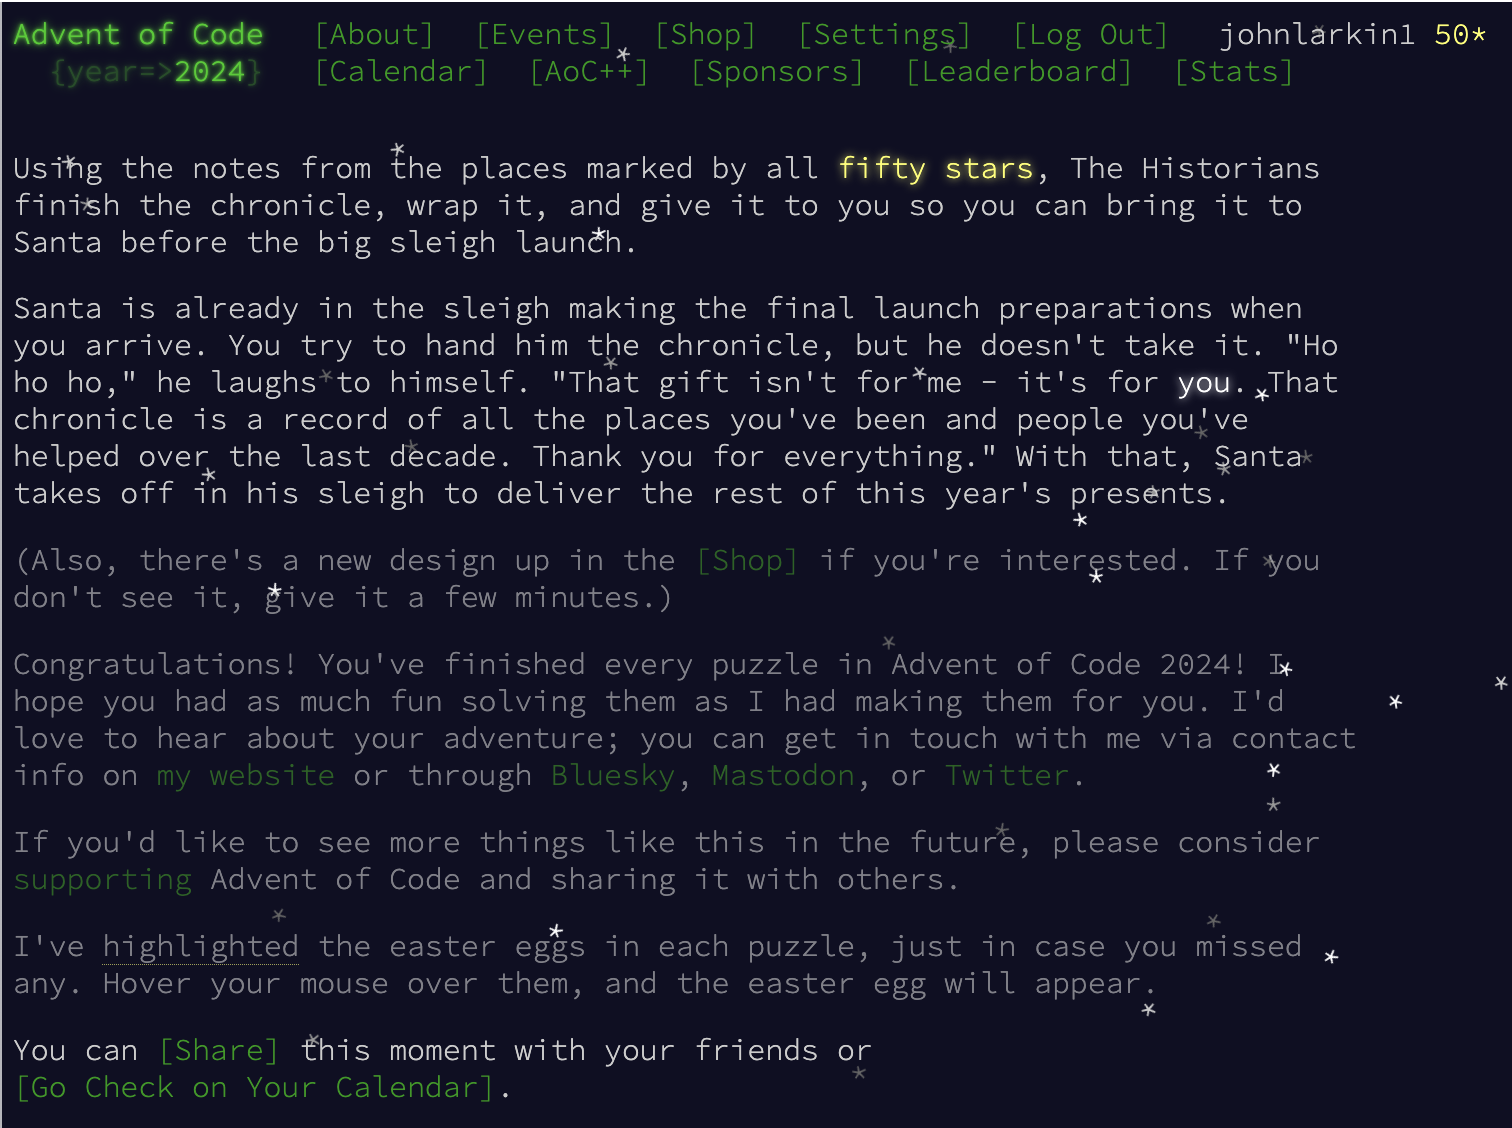 Advent of Code [About] [Events] [Shop] [Settings] [Log Out] johnlarkin1 50*
{year=>2024} [Calendar] [AoC++] [Sponsors] [Leaderboard] [Stats]
Using the notes from the places marked by all fifty stars, The Historians
finish the chronicle, wrap it, and give it to you so you can bring it to
Santa before the big sleigh launch.
Santa is already in the sleigh making the final launch preparations when
you arrive. You try to hand him the chronicle, but he doesn't take it. "Ho
ho ho," he laughs to himself. "That gift isn't for me - it's for you. That
chronicle is a record of all the places you've been and people you've
helped over the last decade. Thank you for everything." With that, Santa
takes off in his sleigh to deliver the rest of this year's presents.
(Also, there's a new design up in the [Shop] if you're interested. If you
don't see it, give it a few minutes.)
Congratulations! You've finished every puzzle in Advent of Code 2024! I
hope you had as much fun solving them as I had making them for you. I'd
love to hear about your adventure; you can get in touch with me via contact
info on my website or through Bluesky, Mastodon, or Twitter.
If you'd like to see more things like this in the future, please consider
supporting Advent of Code and sharing it with others.
I've highlighted the easter eggs in each puzzle, just in case you missed
any. Hover your mouse over them, and the easter egg will appear.
You can [Share] this moment with your friends or
[Go Check on Your Calendar].